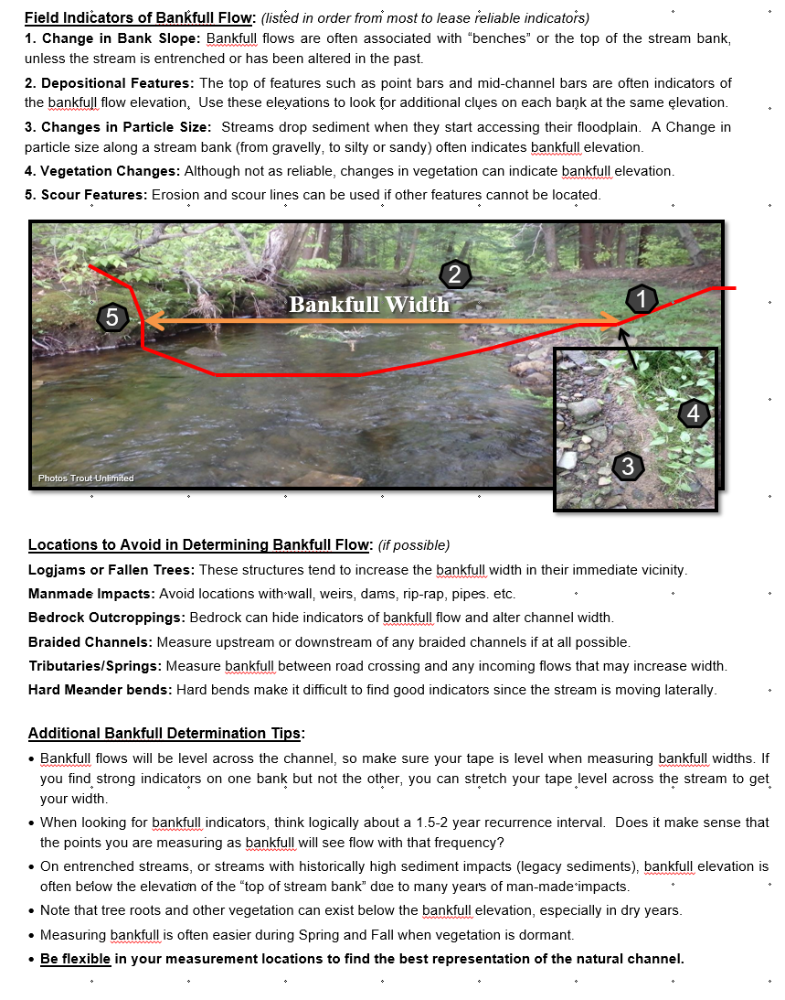 Field Indicators of Bankfull Flow: (listed in order from most to lease reliable indicators)
1. Change in Bank Slope: Bankfull flows are often associated with “benches” or the top of the stream bank,
unless the stream is entrenched or has been altered in the past.
2. Depositional Features: The top of features such as point bars and mid-channel bars are often indicators of
the bankfull flow elevation. Use these elevations to look for additional clues on each bank at the same elevation.
3. Changes in Particle Size: Streams drop sediment when they start accessing their floodplain. A Change in
particle size along a stream bank (from gravelly, to silty or sandy) often indicates bankfull elevation.
4. Vegetation Changes: Although not as reliable, changes in vegetation can indicate bankfull elevation.
5. Scour Features: Erosion and scour lines can be used if other features cannot be located.
2
1
Bankfull Width
5
4
3
Photos Trout Unlimited
Locations to Avoid in Determining Bankfull Flow: (if possible)
Logjams or Fallen Trees: These structures tend to increase the bankfull width in their immediate vicinity.
Manmade Impacts: Avoid locations with wall, weirs, dams, rip-rap, pipes. etc.
Bedrock Outcroppings: Bedrock can hide indicators of bankfull flow and alter channel width.
Braided Channels: Measure upstream or downstream of any braided channels if at all possible.
Tributaries/Springs: Measure bankfull between road crossing and any incoming flows that may increase width.
Hard Meander bends: Hard bends make it difficult to find good indicators since the stream is moving laterally.
Additional Bankfull Determination Tips:
• Bankfull flows will be level across the channel, so make sure your tape is level when measuring bankfull widths. If
you find strong indicators on one bank but not the other, you can stretch your tape level across the stream to get
your width.
• When looking for bankfull indicators, think logically about a 1.5-2 year recurrence interval. Does it make sense that
the points you are measuring as bankfull will see flow with that frequency?
• On entrenched streams, or streams with historically high sediment impacts (legacy sediments), bankfull elevation is
often below the elevation of the “top of stream bank” due to many years of man-made impacts.
• Note that tree roots and other vegetation can exist below the bankfull elevation, especially in dry years.
• Measuring bankfull is often easier during Spring and Fall when vegetation is dormant.
• Be flexible in your measurement locations to find the best representation of the natural channel.